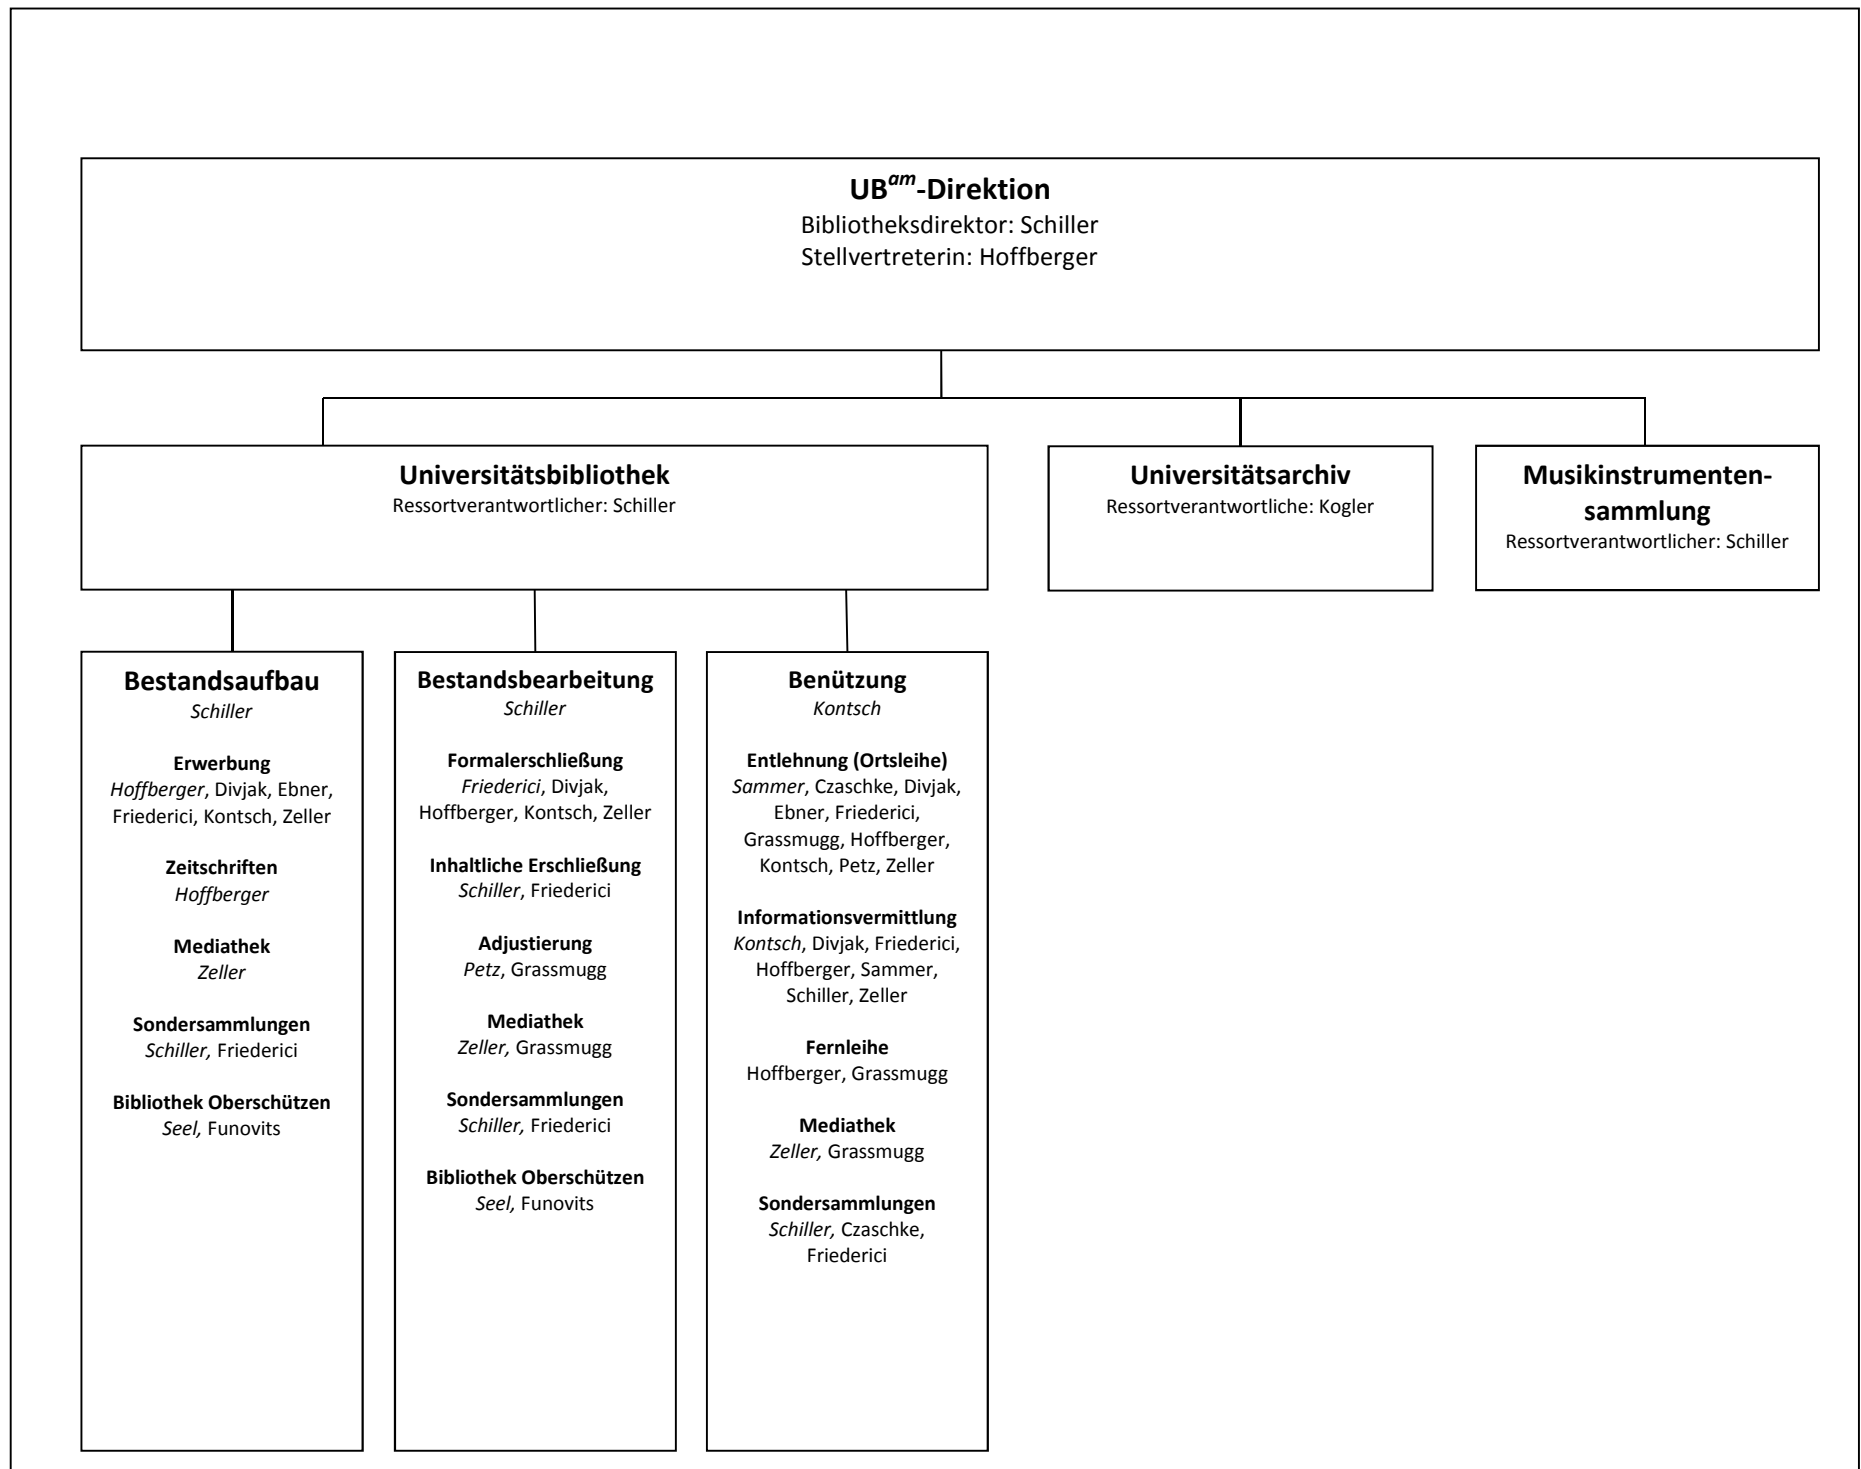 UBam-Direktion
Bibliotheksdirektor: Schiller
Stellvertreterin: Hoffberger
Universitätsbibliothek
Ressortverantwortlicher: Schiller
Universitätsarchiv
Ressortverantwortliche: Kogler
Musikinstrumenten-
sammlung
Ressortverantwortlicher: Schiller
Bestandsaufbau
Schiller
Erwerbung
Hoffberger, Divjak, Ebner,
Friederici, Kontsch, Zeller
Zeitschriften
Hoffberger
Mediathek
Zeller
Sondersammlungen
Schiller, Friederici
Bibliothek Oberschützen
Seel, Funovits
Bestandsbearbeitung
Schiller
Formalerschließung
Friederici, Divjak,
Hoffberger, Kontsch, Zeller
Inhaltliche Erschließung
Schiller, Friederici
Adjustierung
Petz, Grassmugg
Mediathek
Zeller, Grassmugg
Sondersammlungen
Schiller, Friederici
Bibliothek Oberschützen
Seel, Funovits
Benützung
Kontsch
Entlehnung (Ortsleihe)
Sammer, Czaschke, Divjak,
Ebner, Friederici,
Grassmugg, Hoffberger,
Kontsch, Petz, Zeller
Informationsvermittlung
Kontsch, Divjak, Friederici,
Hoffberger, Sammer,
Schiller, Zeller
Fernleihe
Hoffberger, Grassmugg
Mediathek
Zeller, Grassmugg
Sondersammlungen
Schiller, Czaschke,
Friederici